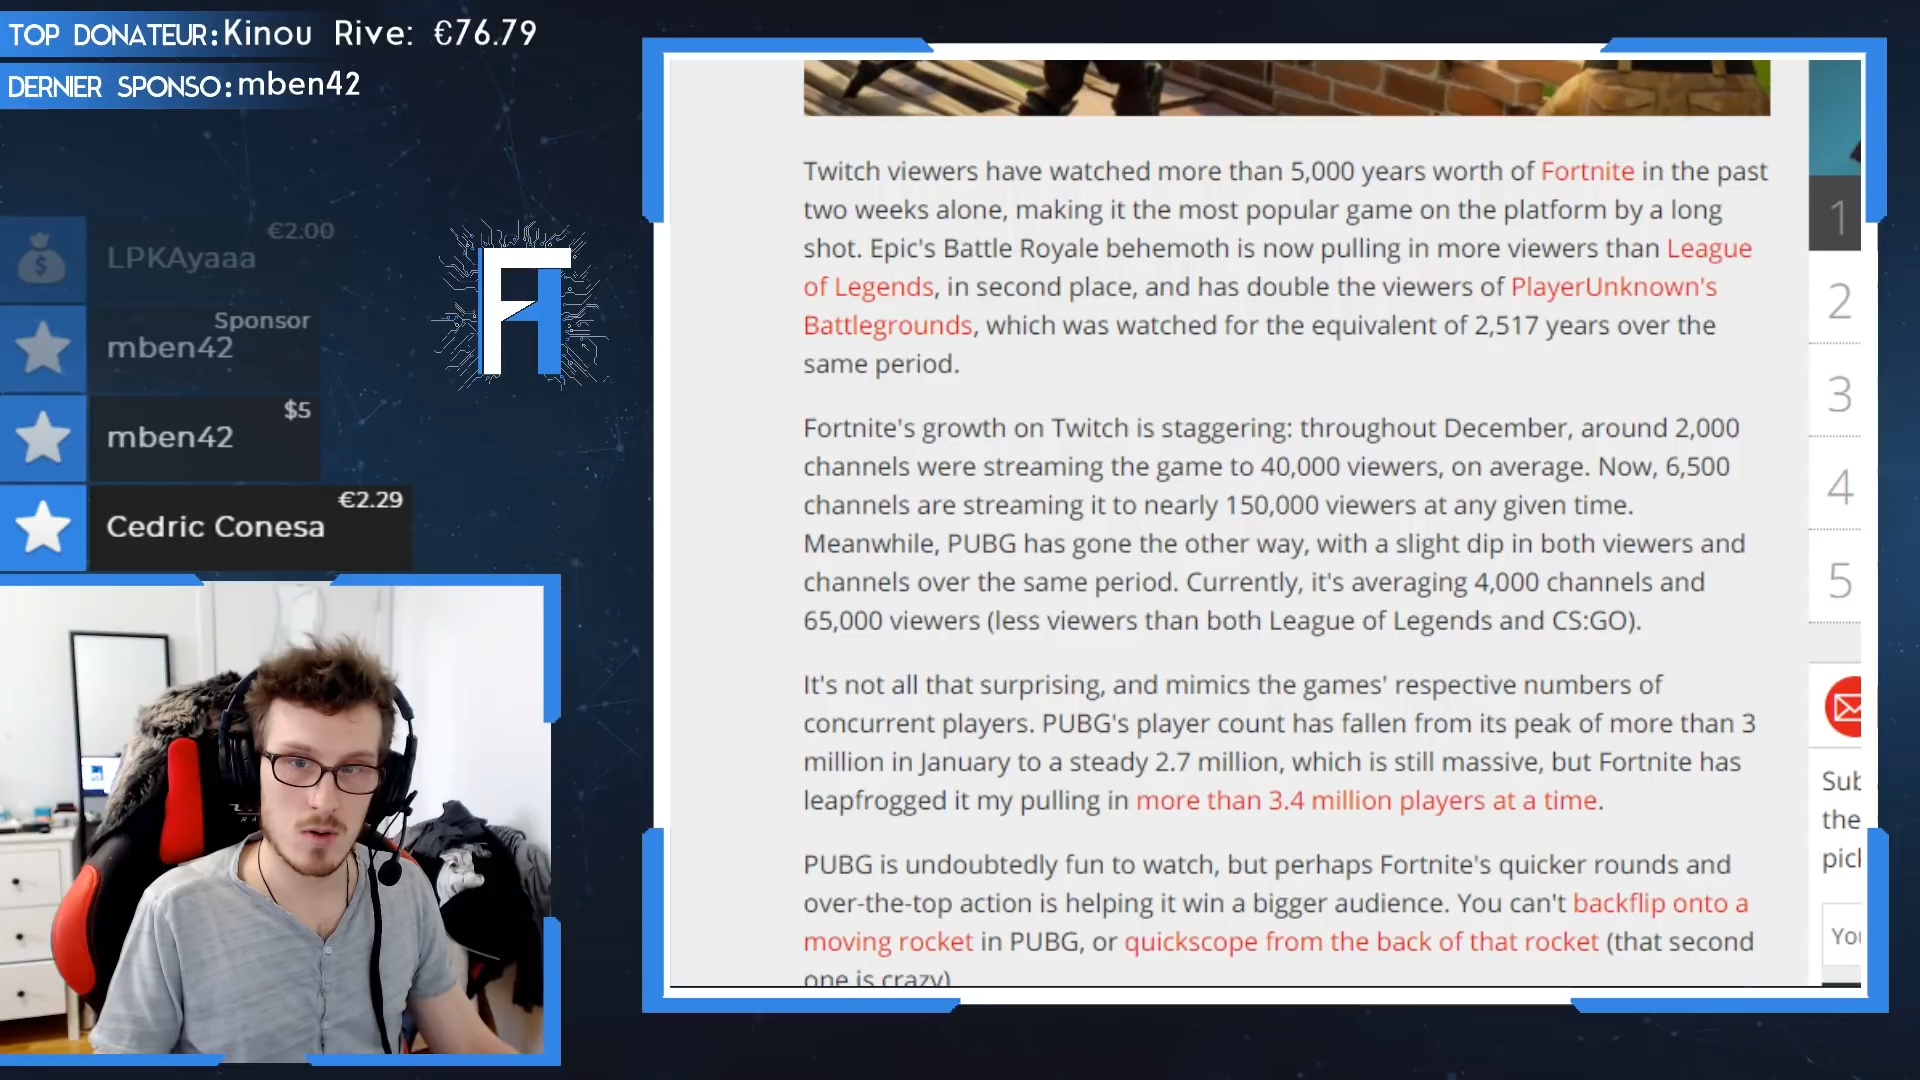 TOP DONATEUR: Kinou Rive: €76.79
DERNIER SPONSO: mben42
€2.00
LPKAyaaa
Sponsor
mben42
$5
mben42
€2.29
Cedric Conesa
Twitch viewers have watched more than 5,000 years worth of Fortnite in the past
two weeks alone, making it the most popular game on the platform by a long
shot. Epic's Battle Royale behemoth is now pulling in more viewers than League
of Legends, in second place, and has double the viewers of PlayerUnknown's
Battlegrounds, which was watched for the equivalent of 2,517 years over the
same period.
Fortnite's growth on Twitch is staggering: throughout December, around 2,000
channels were streaming the game to 40,000 viewers, on average. Now, 6,500
channels are streaming it to nearly 150,000 viewers at any given time.
Meanwhile, PUBG has gone the other way, with a slight dip in both viewers and
channels over the same period. Currently, it's averaging 4,000 channels and
65,000 viewers (less viewers than both League of Legends and CS:GO).
It's not all that surprising, and mimics the games' respective numbers of
concurrent players. PUBG's player count has fallen from its peak of more than 3
million in January to a steady 2.7 million, which is still massive, but Fortnite has
leapfrogged it my pulling in more than 3.4 million players at a time.
PUBG is undoubtedly fun to watch, but perhaps Fortnite's quicker rounds and
over-the-top action is helping it win a bigger audience. You can't backflip onto a
moving rocket in PUBG, or quickscope from the back of that rocket (that second
one is crazy)
1
2
3
4
5
Sub
the
pick
You